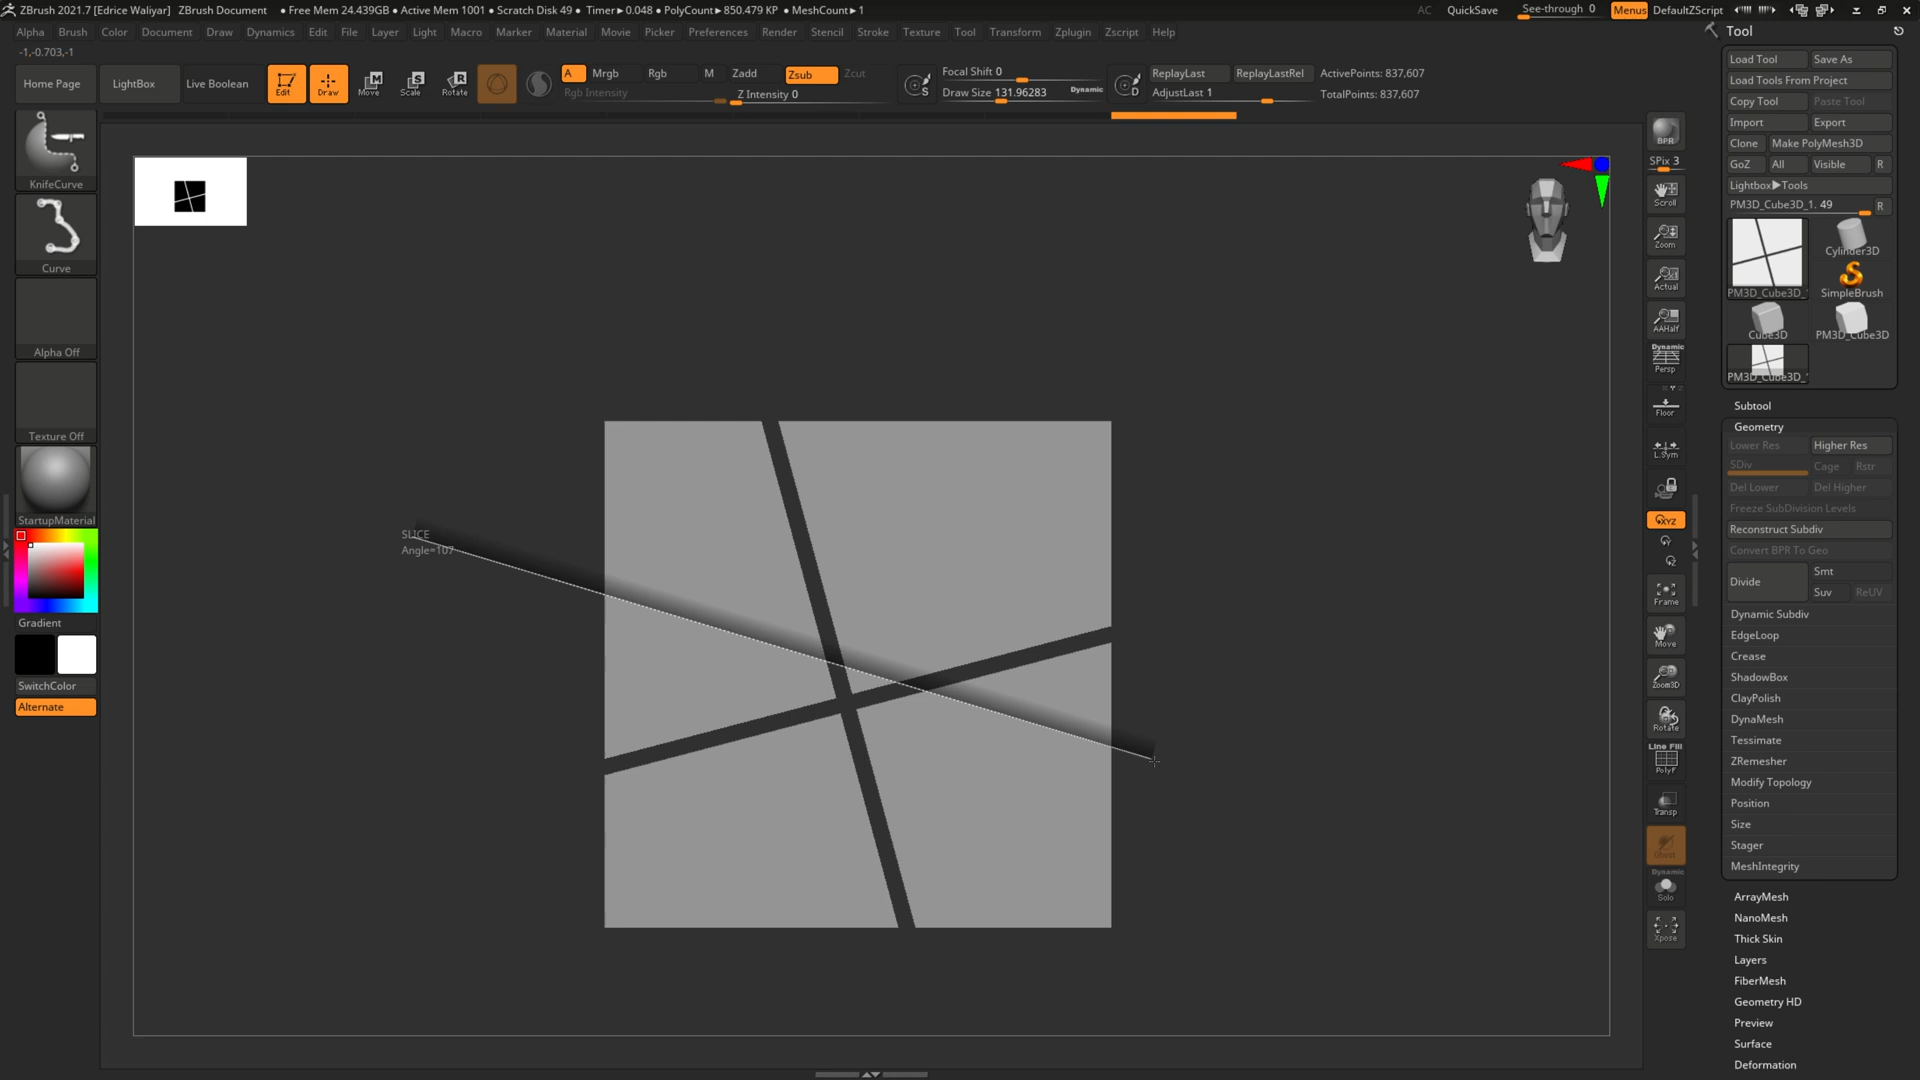 ZBrush 2021.7 [Edrice Waliyar] ZBrush Document • Free Mem 24.439GB • Active Mem 1001 • Scratch Disk 49 • Timer▸0.048 • PolyCount▸850.479 KP • MeshCount▸1 AC QuickSave See-through 0 Menus DefaultZScript
Alpha Brush Color Document Draw Dynamics Edit File Layer Light Macro Marker Material Movie Picker Preferences Render Stencil Stroke Texture Tool Transform Zplugin Zscript Help
-1,-0.703,-1
Home Page LightBox Live Boolean Edit Draw Move Scale Rotate
A Mrgb Rgb M Zadd Zsub Zcut
Rgb Intensity Z Intensity 0
Focal Shift 0
Draw Size 131.96283 Dynamic
S
D
ReplayLast ReplayLastRel
AdjustLast 1
ActivePoints: 837,607
TotalPoints: 837,607
KnifeCurve
Curve
Alpha Off
Texture Off
StartupMaterial
Gradient
SwitchColor
Alternate
SLICE
Angle=107
BPR
SPix 3
Scroll
Zoom
Actual
AAHalf
Dynamic
Persp
Floor
L.Sym
XYZ
Y
Z
Frame
Move
Zoom3D
Rotate
Line Fill
PolyF
Transp
Ghost
Dynamic
Solo
Xpose
Tool
Load Tool Save As
Load Tools From Project
Copy Tool Paste Tool
Import Export
Clone Make PolyMesh3D
GoZ All Visible R
Lightbox▸Tools
PM3D_Cube3D_1. 49 R
Cylinder3D
PM3D_Cube3D_ SimpleBrush
Cube3D PM3D_Cube3D
PM3D_Cube3D_
Subtool
Geometry
Lower Res Higher Res
SDiv Cage Rstr
Del Lower Del Higher
Freeze SubDivision Levels
Reconstruct Subdiv
Convert BPR To Geo
Divide Smt
Suv ReUV
Dynamic Subdiv
EdgeLoop
Crease
ShadowBox
ClayPolish
DynaMesh
Tessimate
ZRemesher
Modify Topology
Position
Size
Stager
MeshIntegrity
ArrayMesh
NanoMesh
Thick Skin
Layers
FiberMesh
Geometry HD
Preview
Surface
Deformation